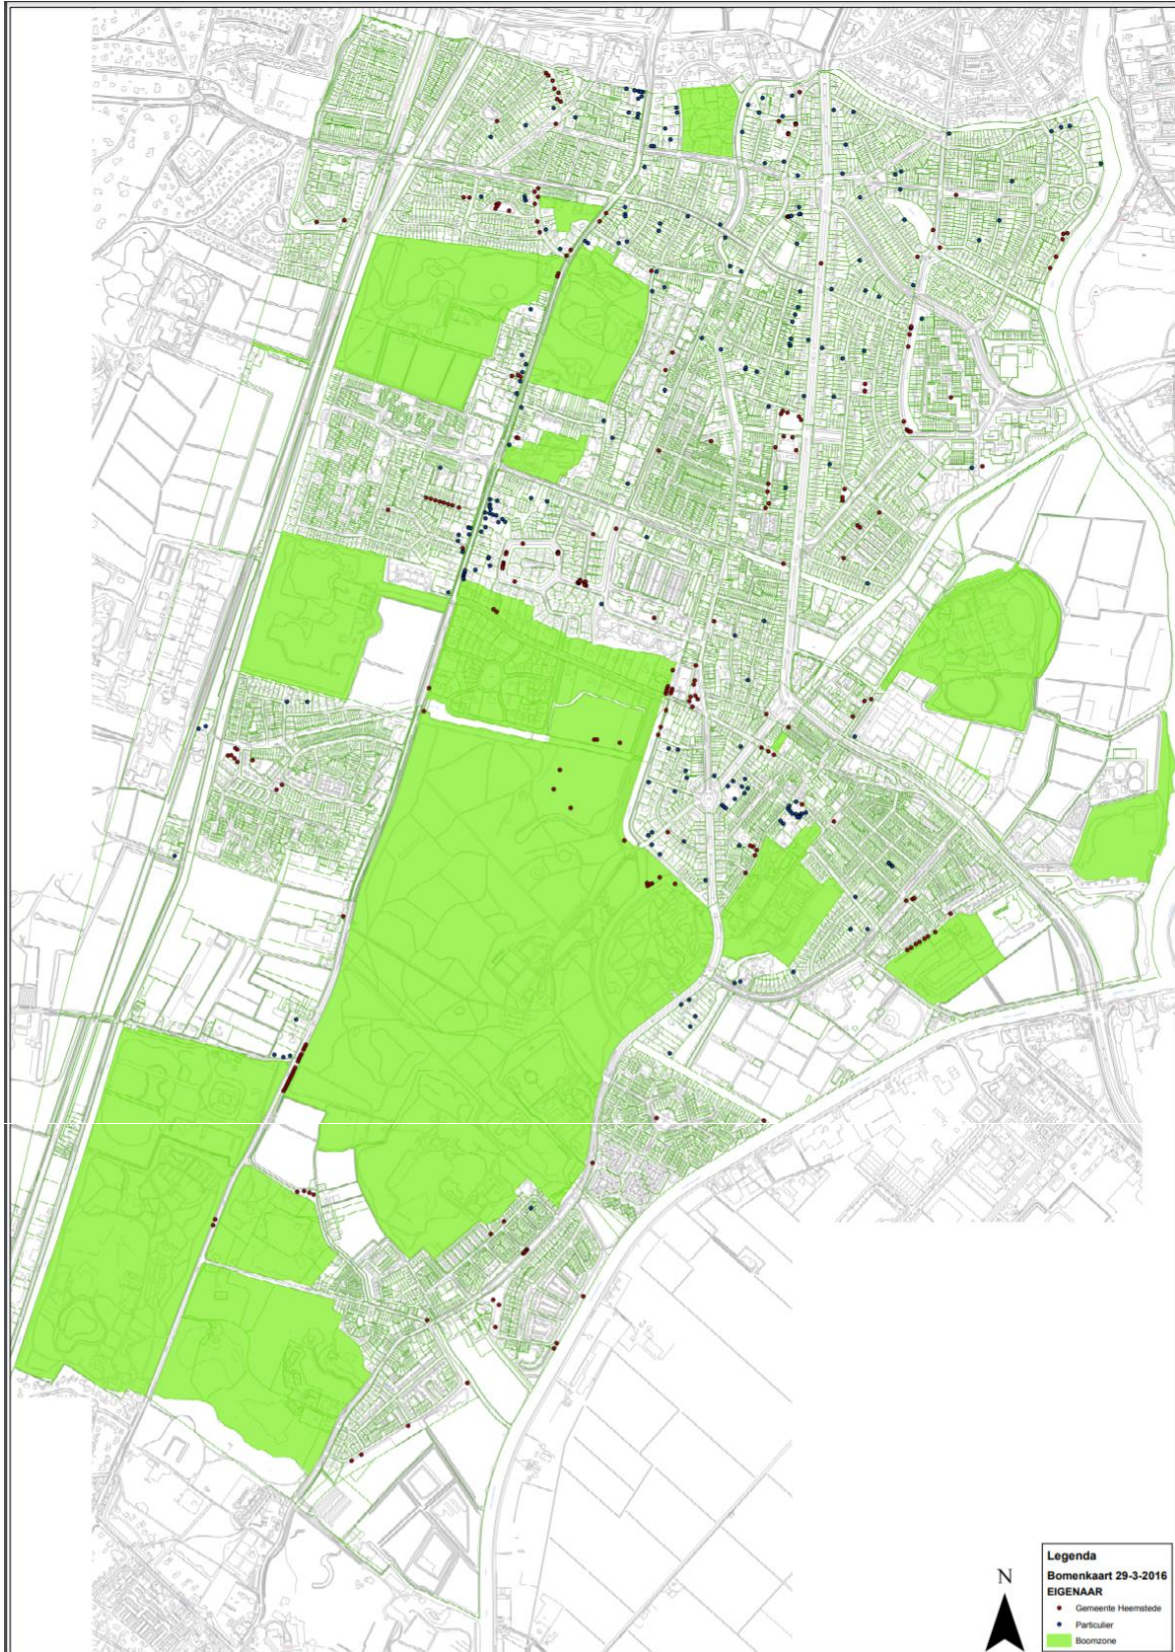 N
Legenda
Bomenkaart 29-3-2016
EIGENAAR
Gemeente Heemstede
Particulier
Boomzone